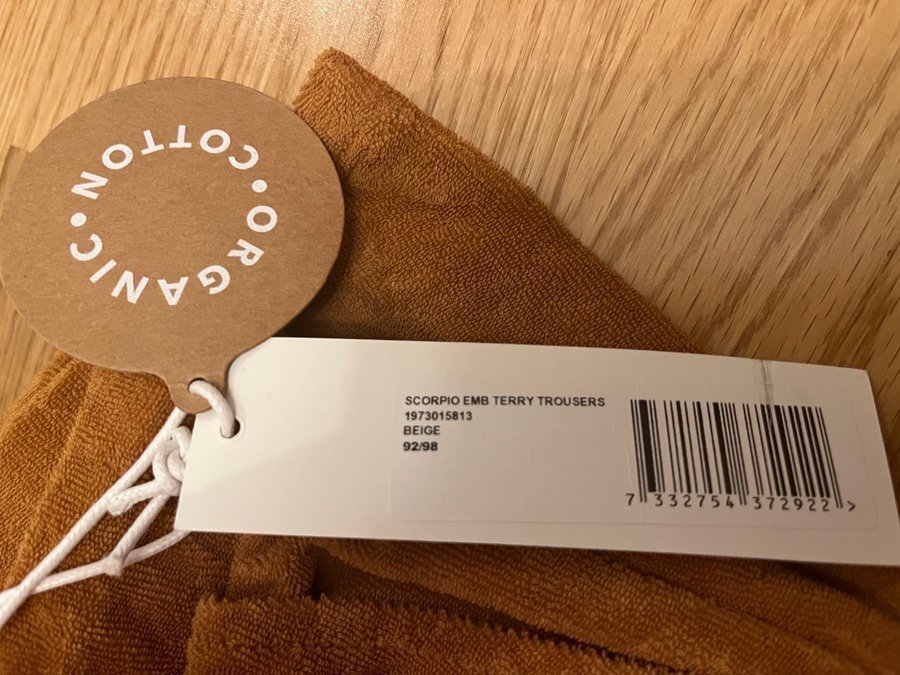 ORGANIC • COTTON •
SCORPIO EMB TERRY TROUSERS
1973015813
BEIGE
92/98
7 332754 372922 >